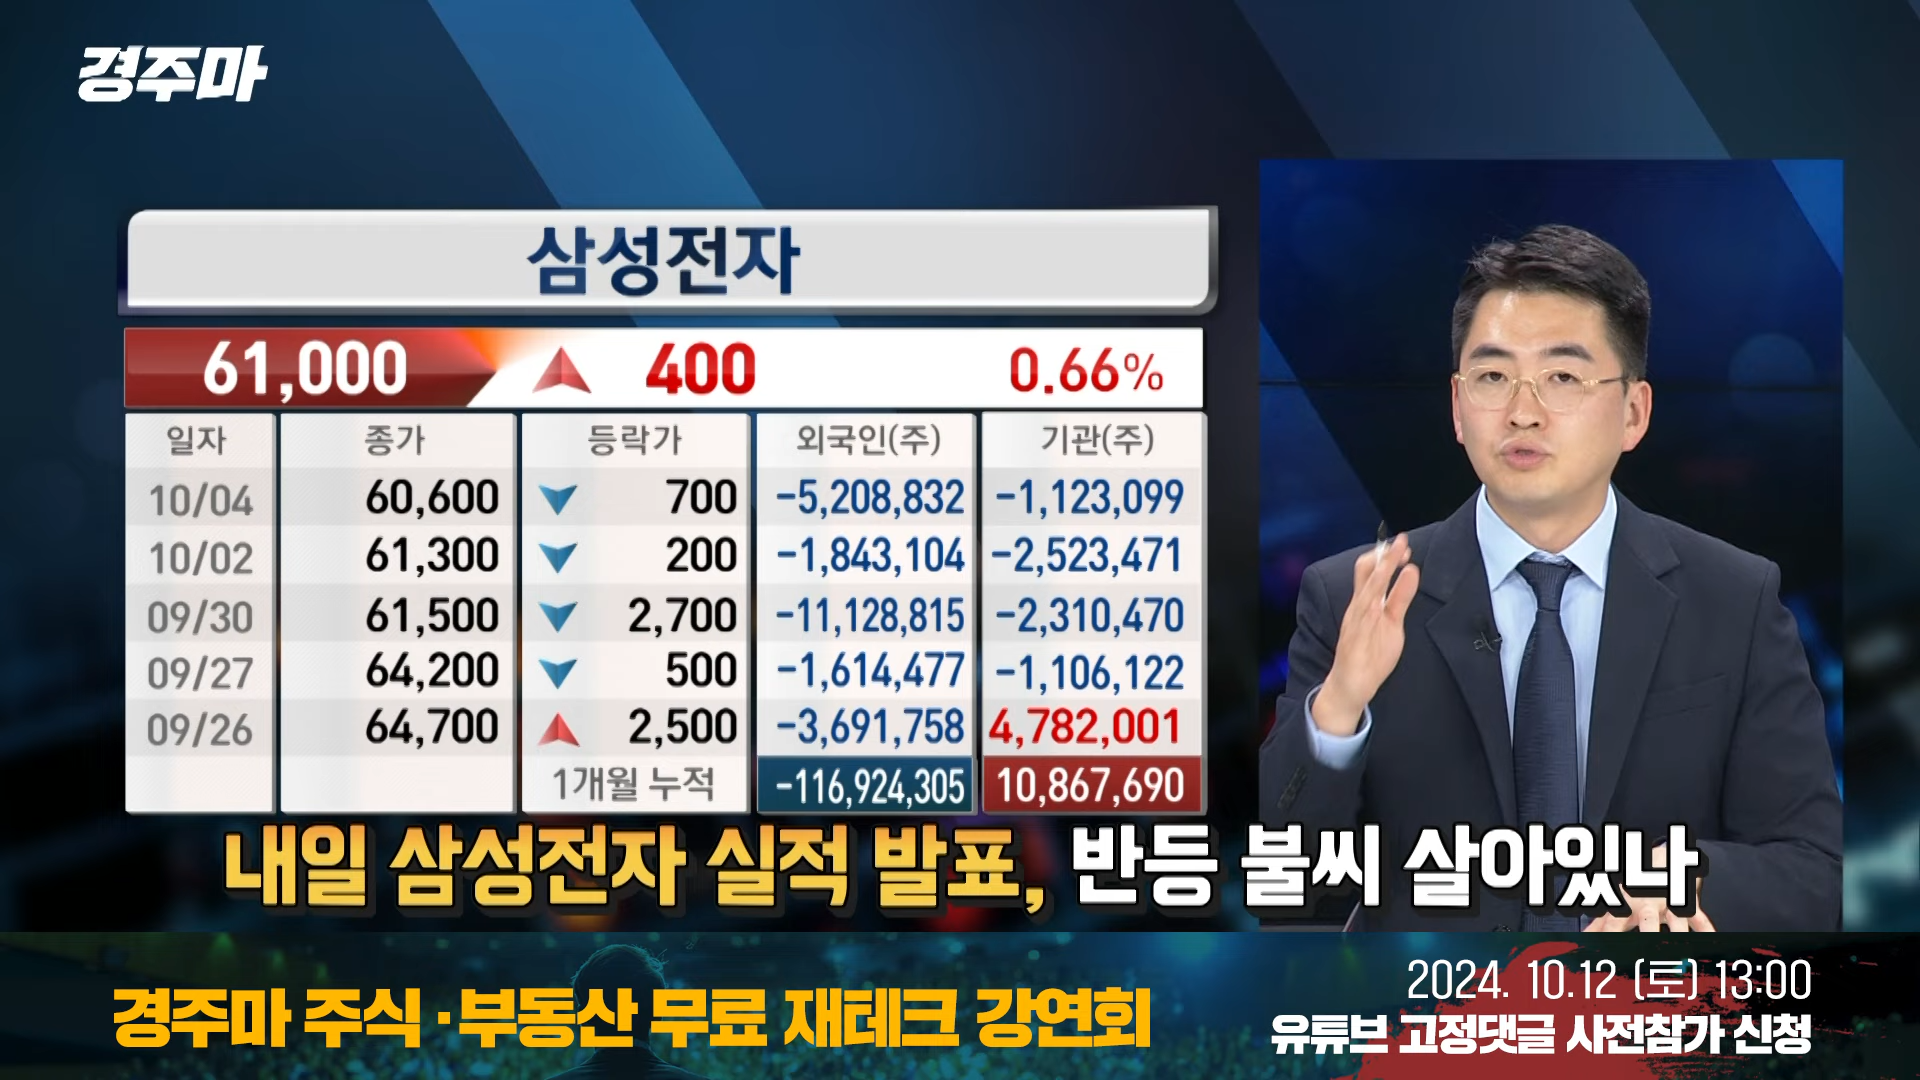 경주마
삼성전자
61,000 ▲ 400 0.66%
일자 종가 등락가 외국인(주) 기관(주)
10/04 60,600 ▼ 700 -5,208,832 -1,123,099
10/02 61,300 ▼ 200 -1,843,104 -2,523,471
09/30 61,500 ▼ 2,700 -11,128,815 -2,310,470
09/27 64,200 ▼ 500 -1,614,477 -1,106,122
09/26 64,700 ▲ 2,500 -3,691,758 4,782,001
1개월 누적 -116,924,305 10,867,690
내일 삼성전자 실적 발표, 반등 불씨 살아있나
경주마 주식·부동산 무료 재테크 강연회
2024. 10.12 (토) 13:00
유튜브 고정댓글 사전참가 신청